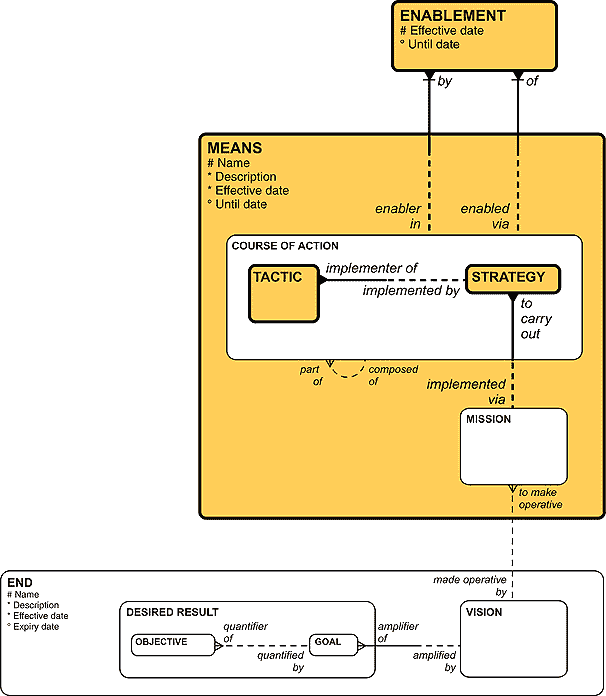 ENABLEMENT
# Effective date
° Until date
by
of
MEANS
# Name
* Description
* Effective date
° Until date
enabler
in
enabled
via
COURSE OF ACTION
TACTIC
implementer of
implemented by
STRATEGY
to
carry
out
part
of
composed
of
implemented
via
MISSION
to make
operative
END
# Name
* Description
* Effective date
° Expiry date
made operative
by
DESIRED RESULT
OBJECTIVE
quantifier
of
quantified
by
GOAL
amplifier
of
amplified
by
VISION